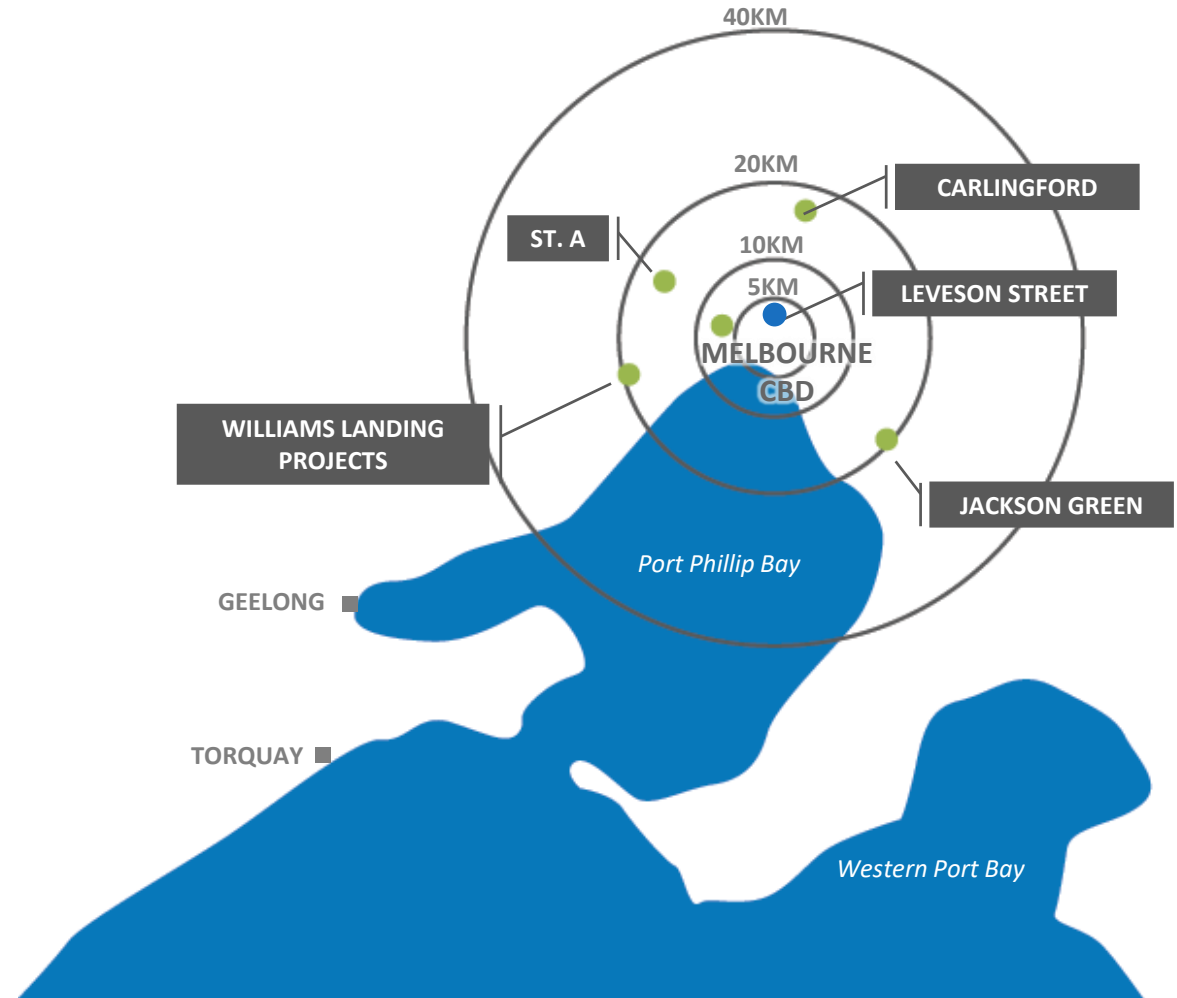 40KM
20KM
CARLINGFORD
ST. A
10KM
5KM
LEVESON STREET
MELBOURNE
CBD
WILLIAMS LANDING
PROJECTS
JACKSON GREEN
Port Phillip Bay
GEELONG
TORQUAY
Western Port Bay